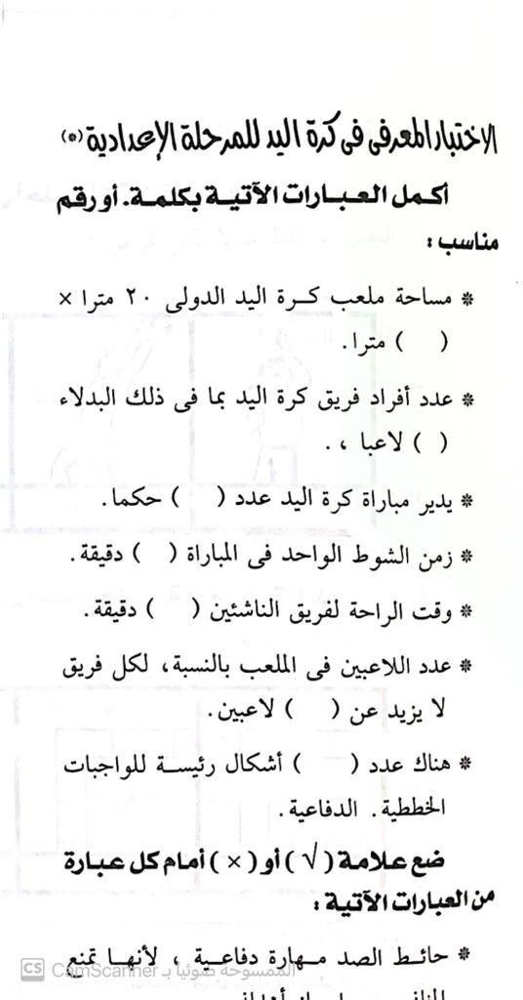 الاختبار المعرفى فى كرة اليد للمرحلة الإعدادية (*)
أكمل العبارات الآتية بكلمة. أو رقم
مناسب :
* مساحة ملعب كرة اليد الدولى ٢٠ مترا ×
( ) مترا.
* عدد أفراد فريق كرة اليد بما فى ذلك البدلاء
( ) لاعبا ، .
* يدير مباراة كرة اليد عدد ( ) حكما.
* زمن الشوط الواحد فى المباراة ( ) دقيقة.
* وقت الراحة لفريق الناشئين ( ) دقيقة.
* عدد اللاعبين فى الملعب بالنسبة، لكل فريق
لا يزيد عن ( ) لاعبين.
* هناك عدد ( ) أشكال رئيسة للواجبات
الخططية. الدفاعية.
ضع علامة (√) أو (×) أمام كل عبارة
من العبارات الآتية :
* حائط الصد مهارة دفاعية ، لأنها تمنع
CS الممسوحة ضوئيا بـ CamScanner